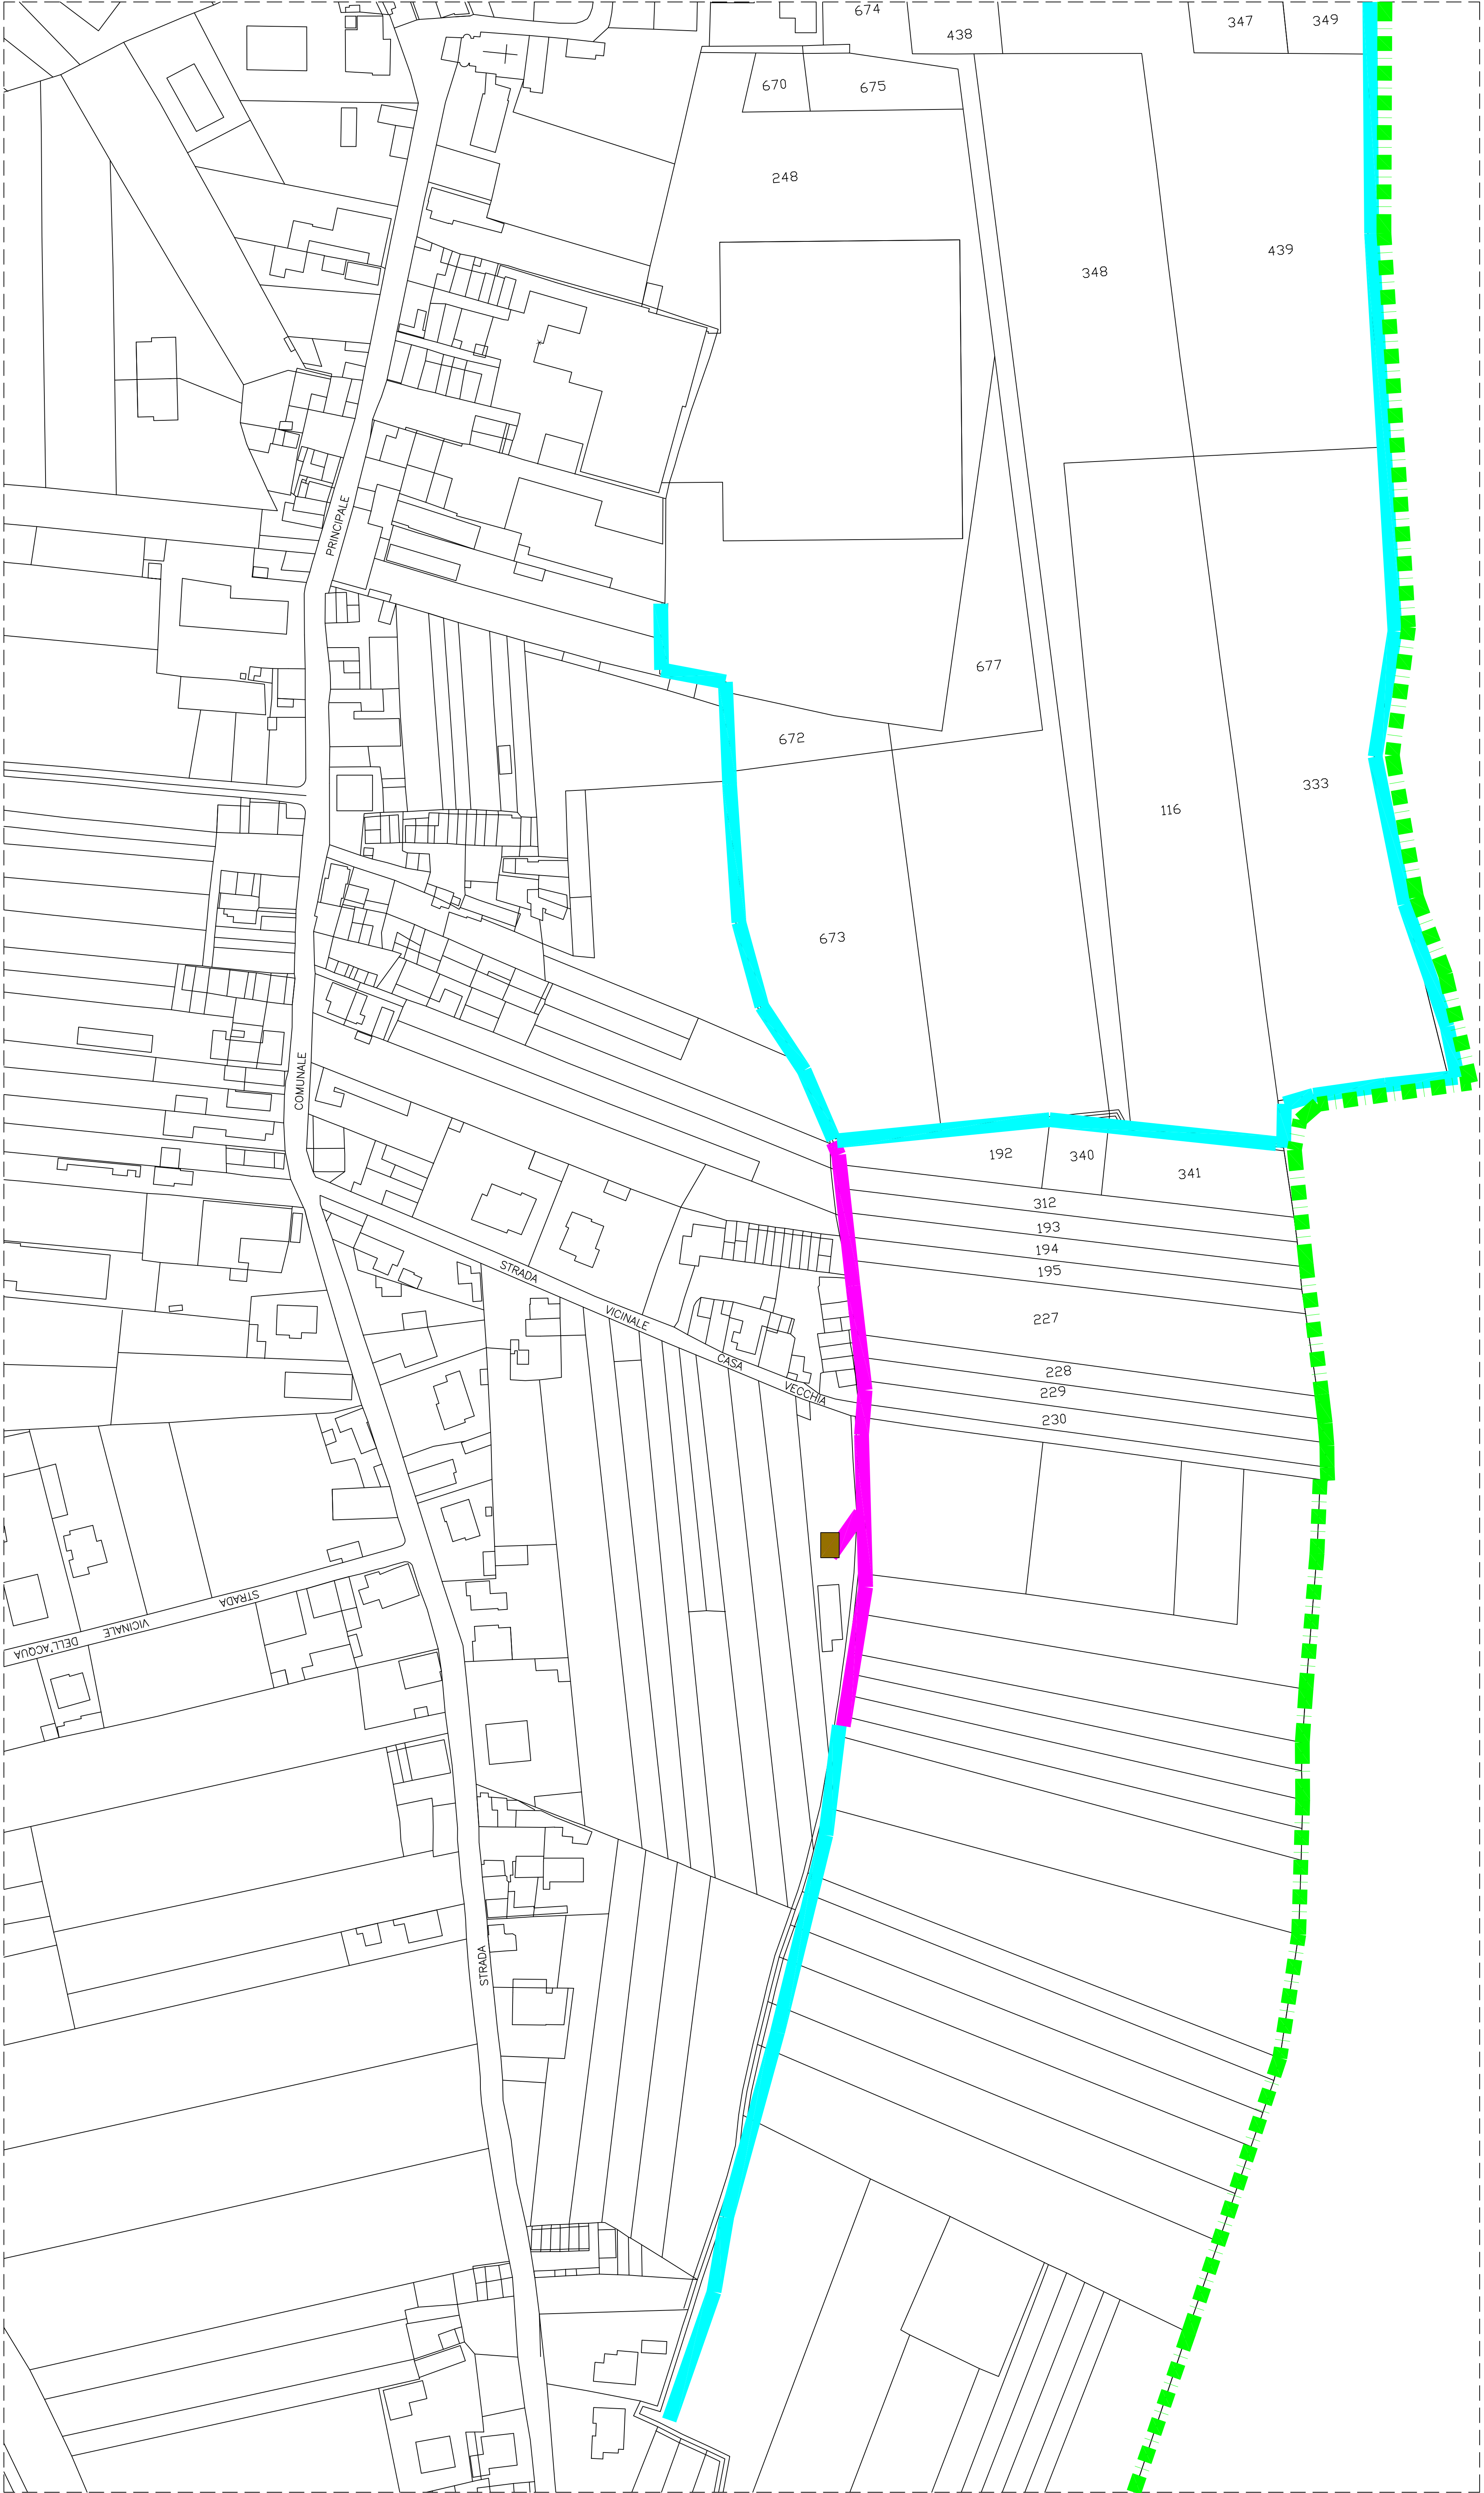 674
438
347
349
670
675
248
439
348
PRINCIPALE
677
672
333
116
673
COMUNALE
192
340
341
312
193
194
195
STRADA
227
VICINALE
CASA
228
VECCHIA
229
230
STRADA
VICINALE
DELL'ACQUA
STRADA